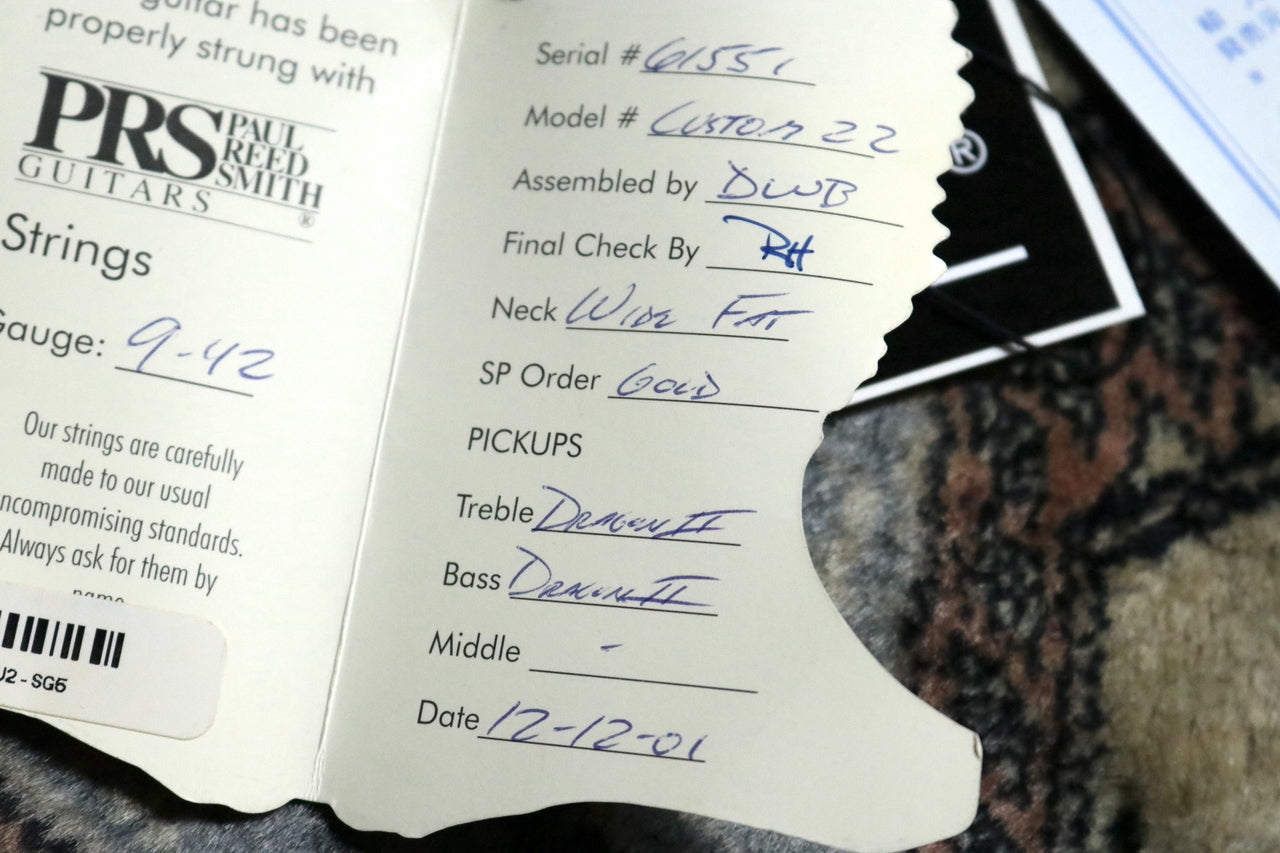 guitar has been
properly strung with
PRS PAUL REED SMITH
GUITARS ®
Strings
Gauge: 9-42
Our strings are carefully
made to our usual
ncompromising standards.
Always ask for them by
name
J2 - SG5
Serial # 61551
Model # CUSTOM 22
Assembled by DWB
Final Check By RH
Neck WIDE FAT
SP Order GOLD
PICKUPS
Treble DRAGON II
Bass DRAGON II
Middle -
Date 12-12-01
®